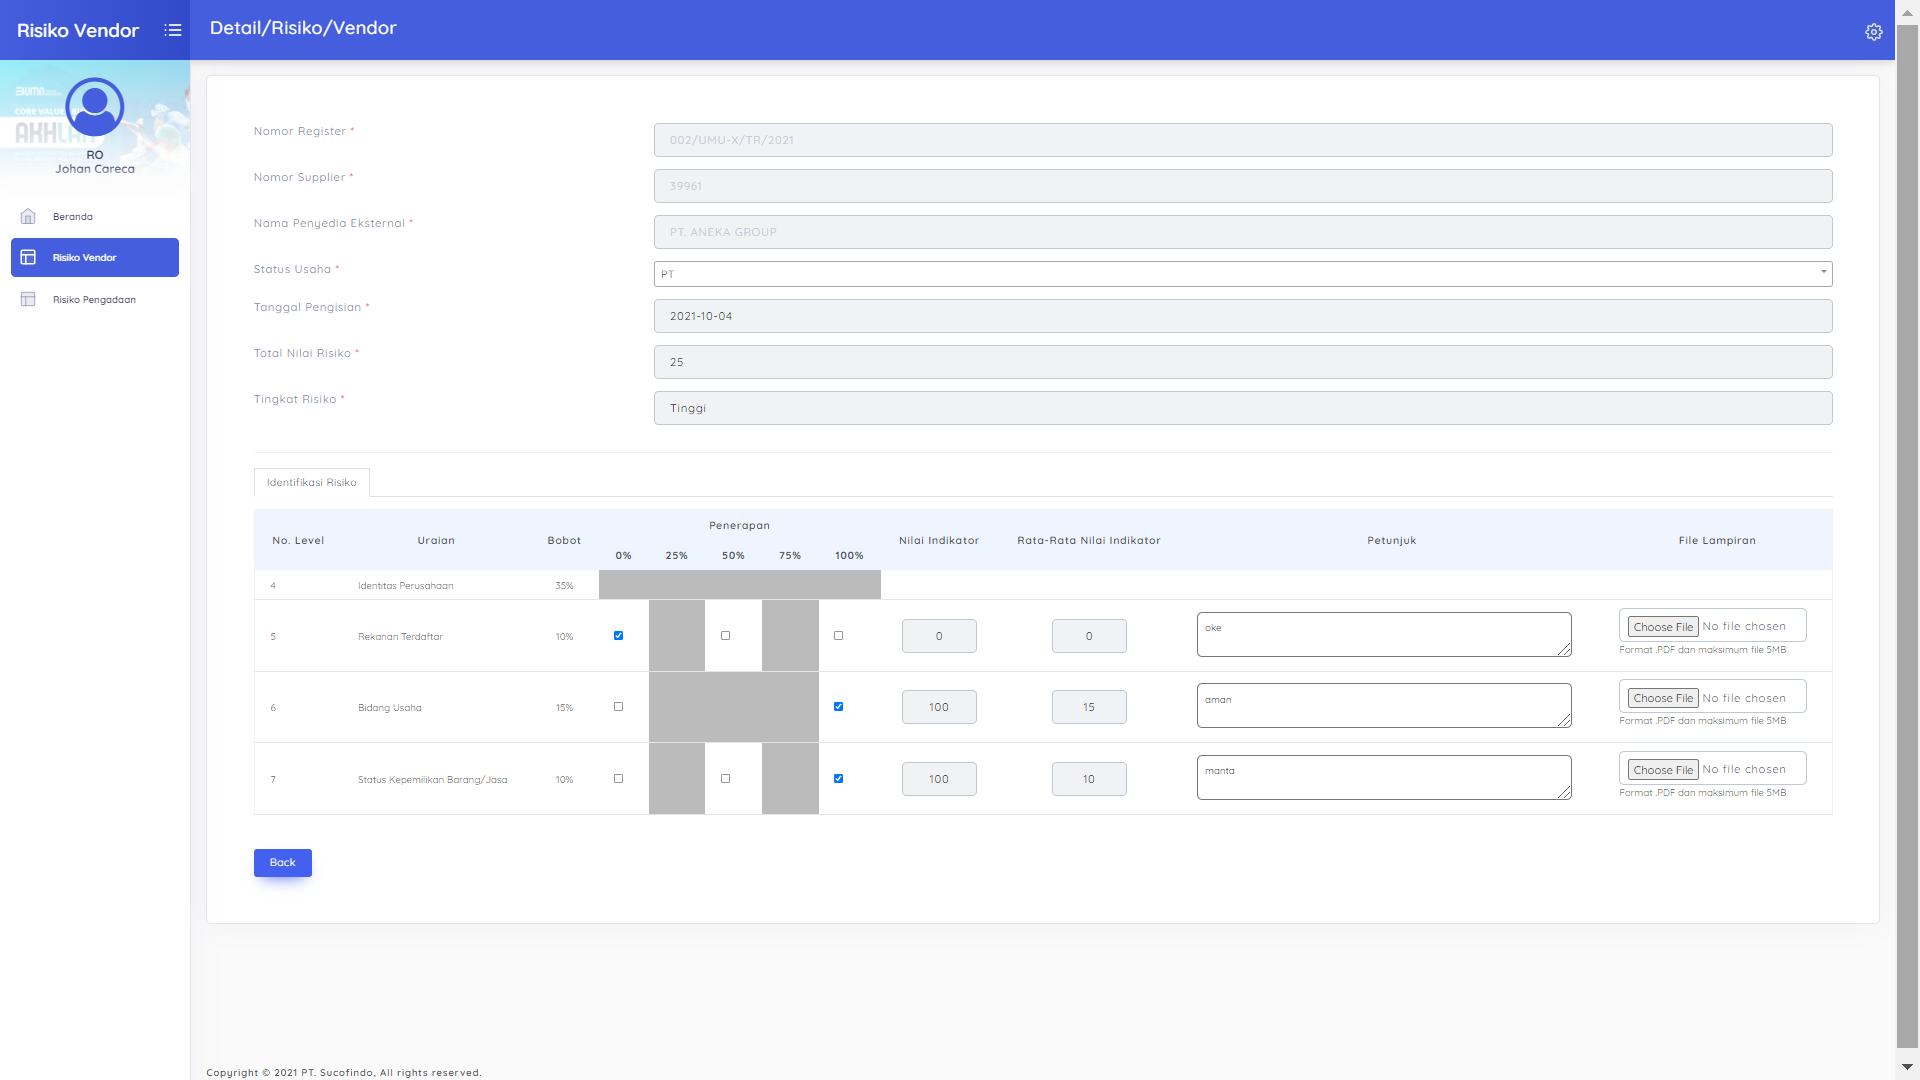 Risiko Vendor
Detail/Risiko/Vendor
BUMN
CORE VALUE
AKHLA
RO
Johan Careca
Beranda
Risiko Vendor
Risiko Pengadaan
Nomor Register *
002/UMU-X/TR/2021
Nomor Supplier *
39961
Nama Penyedia Eksternal *
PT. ANEKA GROUP
Status Usaha *
PT
Tanggal Pengisian *
2021-10-04
Total Nilai Risiko *
25
Tingkat Risiko *
Tinggi
Identifikasi Risiko
No. Level Uraian Bobot Penerapan Nilai Indikator Rata-Rata Nilai Indikator Petunjuk File Lampiran
0% 25% 50% 75% 100%
4 Identitas Perusahaan 35%
5 Rekanan Terdaftar 10% 0 0 oke Choose File No file chosen
Format .PDF dan maksimum file 5MB
6 Bidang Usaha 15% 100 15 aman Choose File No file chosen
Format .PDF dan maksimum file 5MB
7 Status Kepemilikan Barang/Jasa 10% 100 10 manta Choose File No file chosen
Format .PDF dan maksimum file 5MB
Back
Copyright © 2021 PT. Sucofindo, All rights reserved.